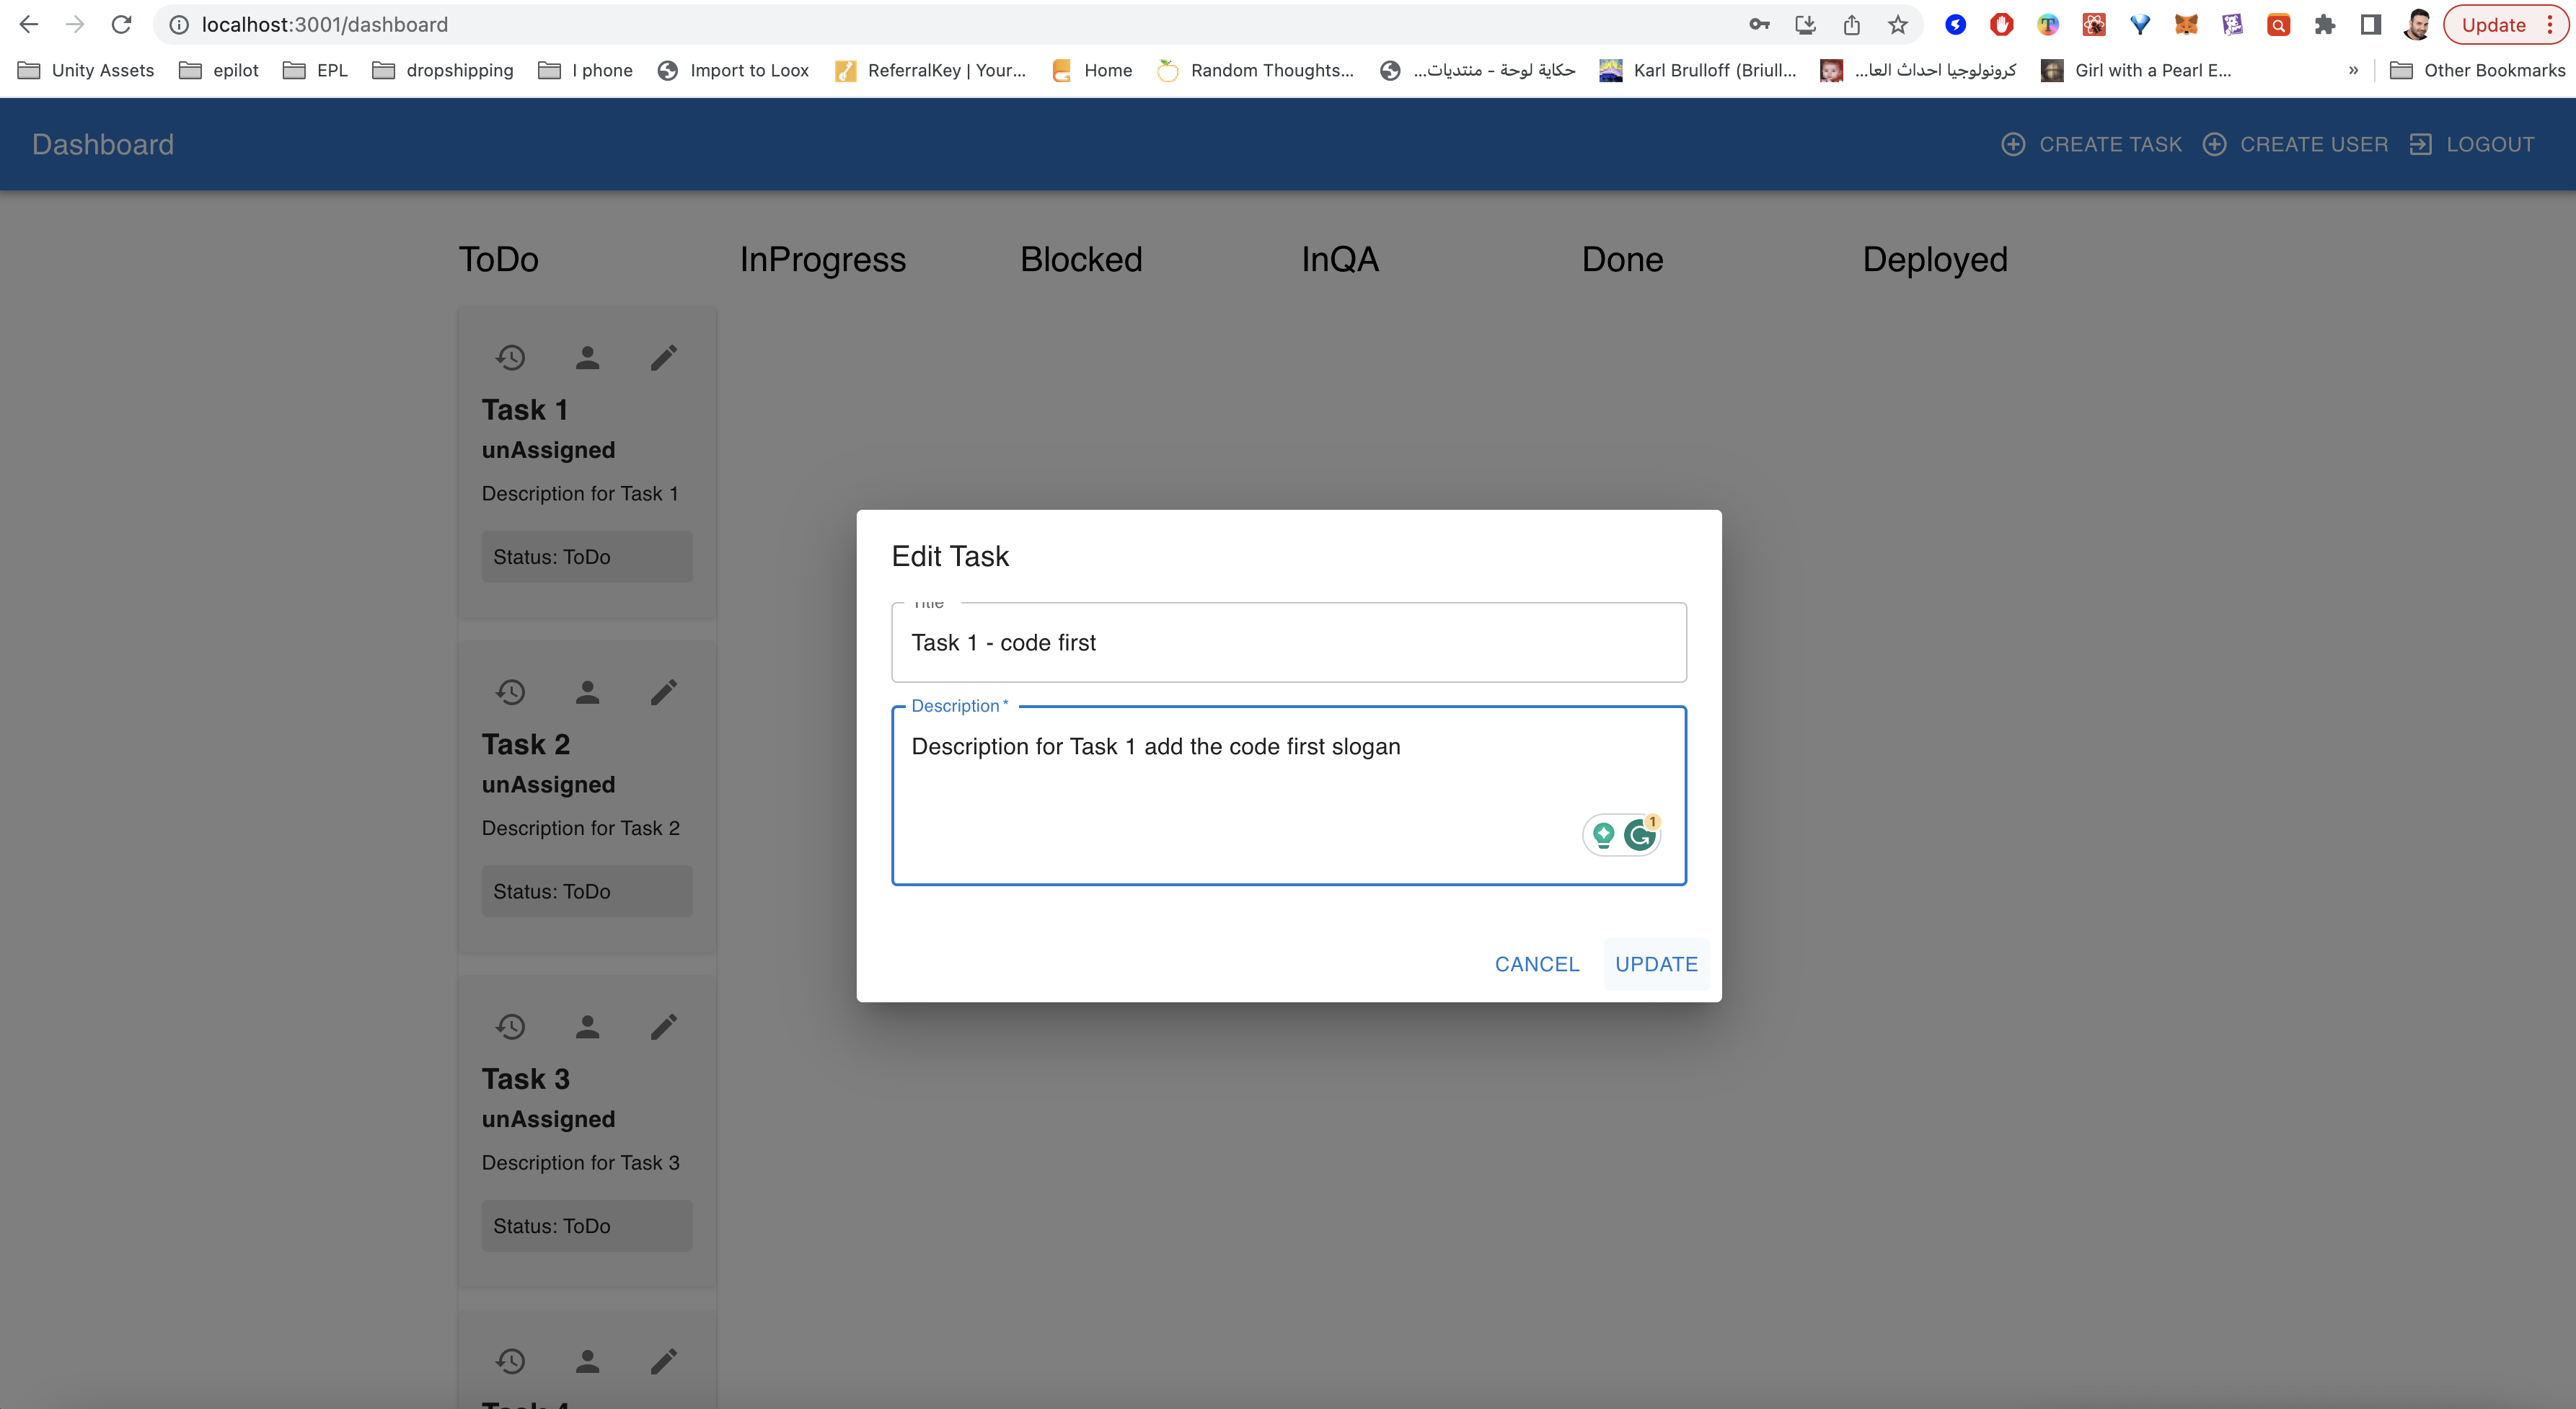 localhost:3001/dashboard
Update
Unity Assets epilot EPL dropshipping I phone Import to Loox ReferralKey | Your... Home Random Thoughts... حكاية لوحة - منتديات... Karl Brulloff (Briull... كرونولوجيا احداث العا... Girl with a Pearl E... » Other Bookmarks
Dashboard CREATE TASK CREATE USER LOGOUT
ToDo InProgress Blocked InQA Done Deployed
Task 1
unAssigned
Description for Task 1
Status: ToDo
Task 2
unAssigned
Description for Task 2
Status: ToDo
Task 3
unAssigned
Description for Task 3
Status: ToDo
Task 4
Edit Task
Title
Task 1 - code first
Description *
Description for Task 1 add the code first slogan
1
CANCEL UPDATE